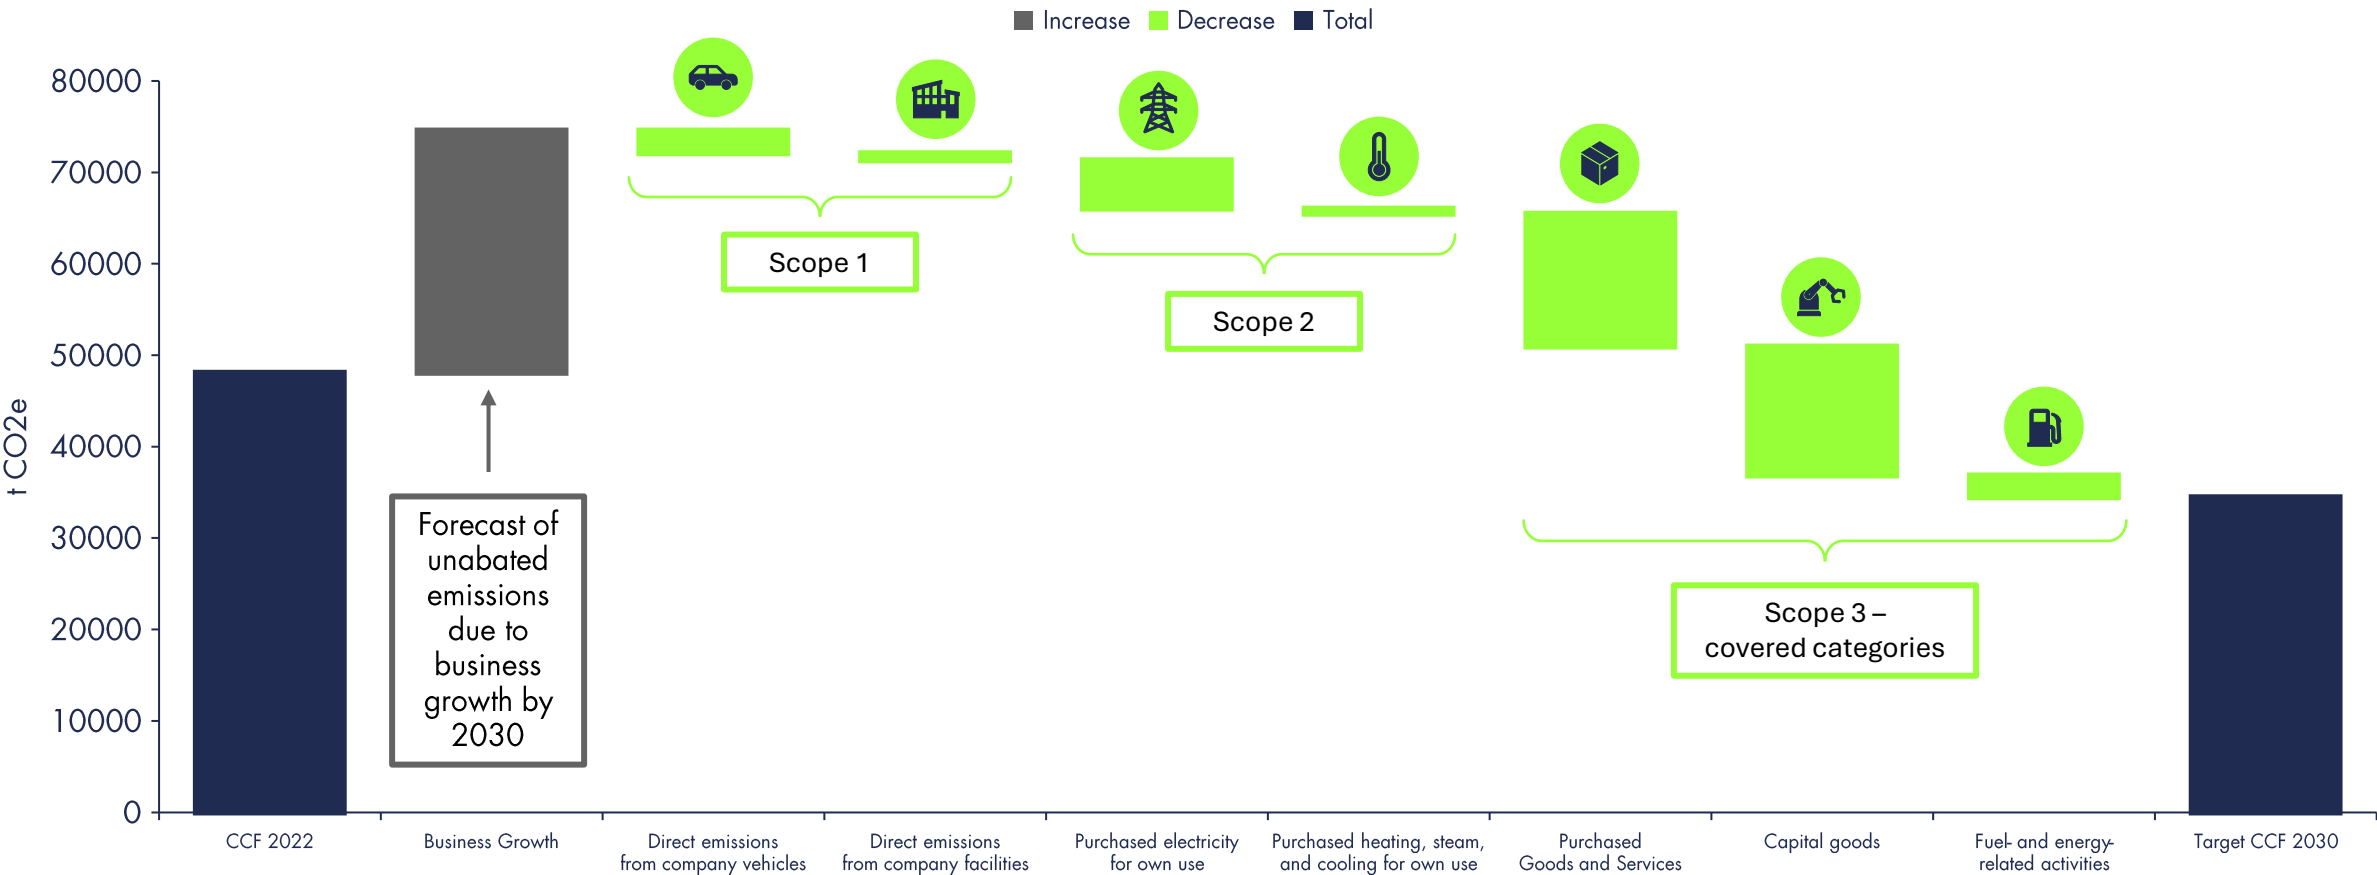 Increase Decrease Total
80000
70000
60000
50000
40000
30000
20000
10000
0
t CO2e
Scope 1
Scope 2
Forecast of
unabated
emissions
due to
business
growth by
2030
Scope 3 –
covered categories
CCF 2022
Business Growth
Direct emissions
from company vehicles
Direct emissions
from company facilities
Purchased electricity
for own use
Purchased heating, steam,
and cooling for own use
Purchased
Goods and Services
Capital goods
Fuel- and energy-
related activities
Target CCF 2030